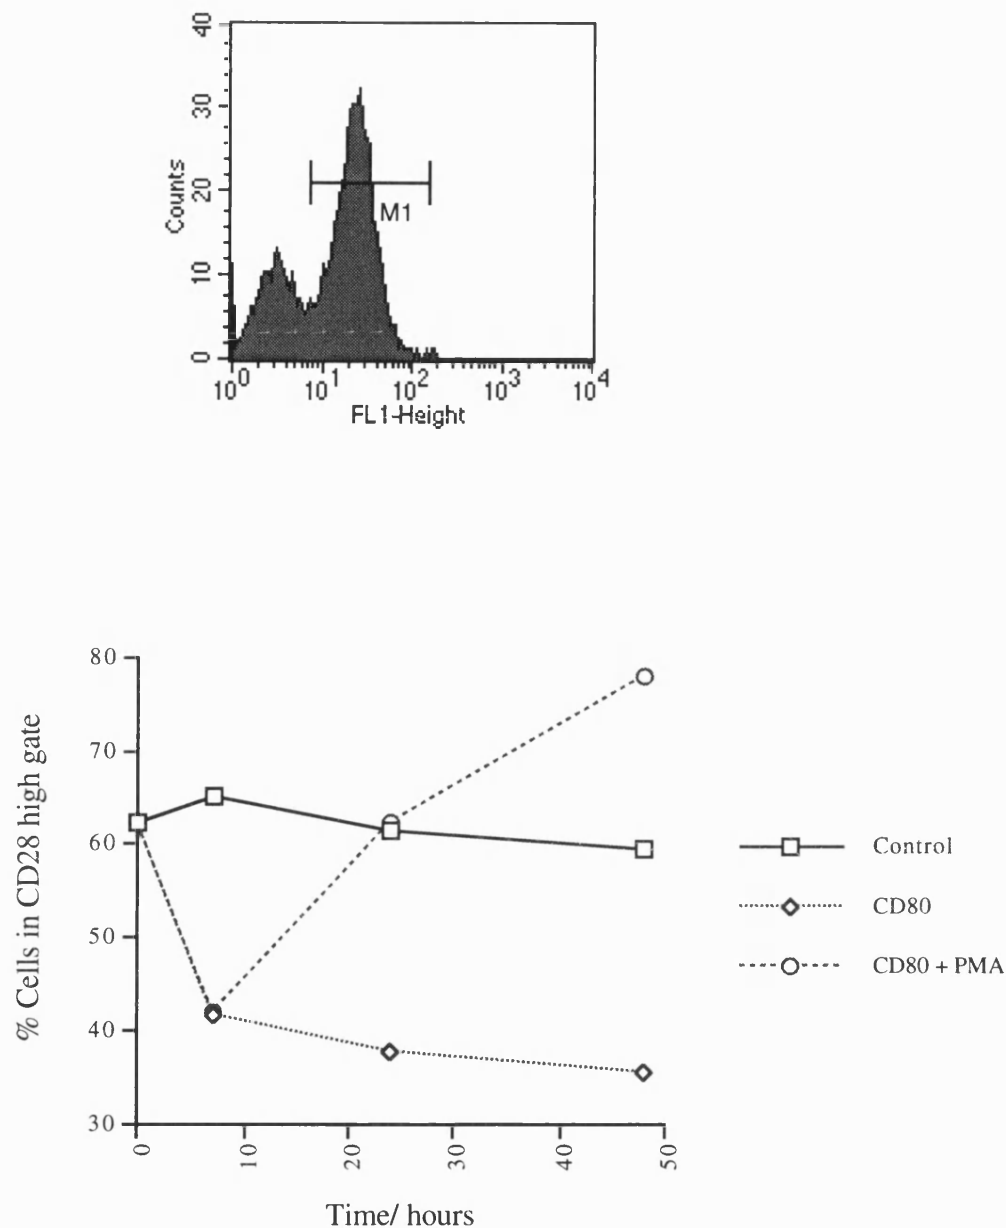 40
30
20
10
0
Counts
M1
10^0 10^1 10^2 10^3 10^4
FL1-Height
80
70
60
50
40
30
% Cells in CD28 high gate
0 10 20 30 40 50
Time/ hours
Control
CD80
CD80 + PMA